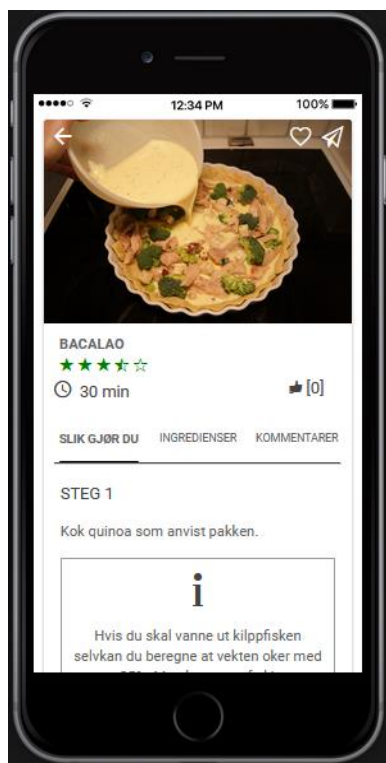 12:34 PM 100%
BACALAO
30 min [0]
SLIK GJØR DU INGREDIENSER KOMMENTARER
STEG 1
Kok quinoa som anvist pakken.
i
Hvis du skal vanne ut kilppfisken
selvkan du beregne at vekten oker med